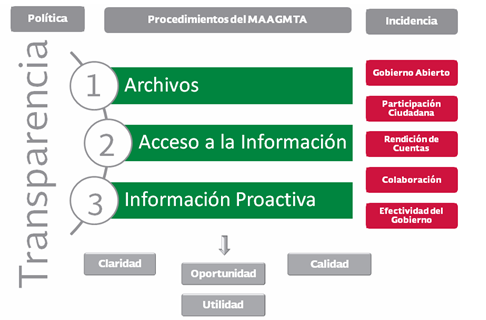 Política
Procedimientos del MAAGMTA
Incidencia
Transparencia
1
Archivos
2
Acceso a la Información
3
Información Proactiva
Gobierno Abierto
Participación
Ciudadana
Rendición de
Cuentas
Colaboración
Efectividad del
Gobierno
Claridad
Oportunidad
Calidad
Utilidad